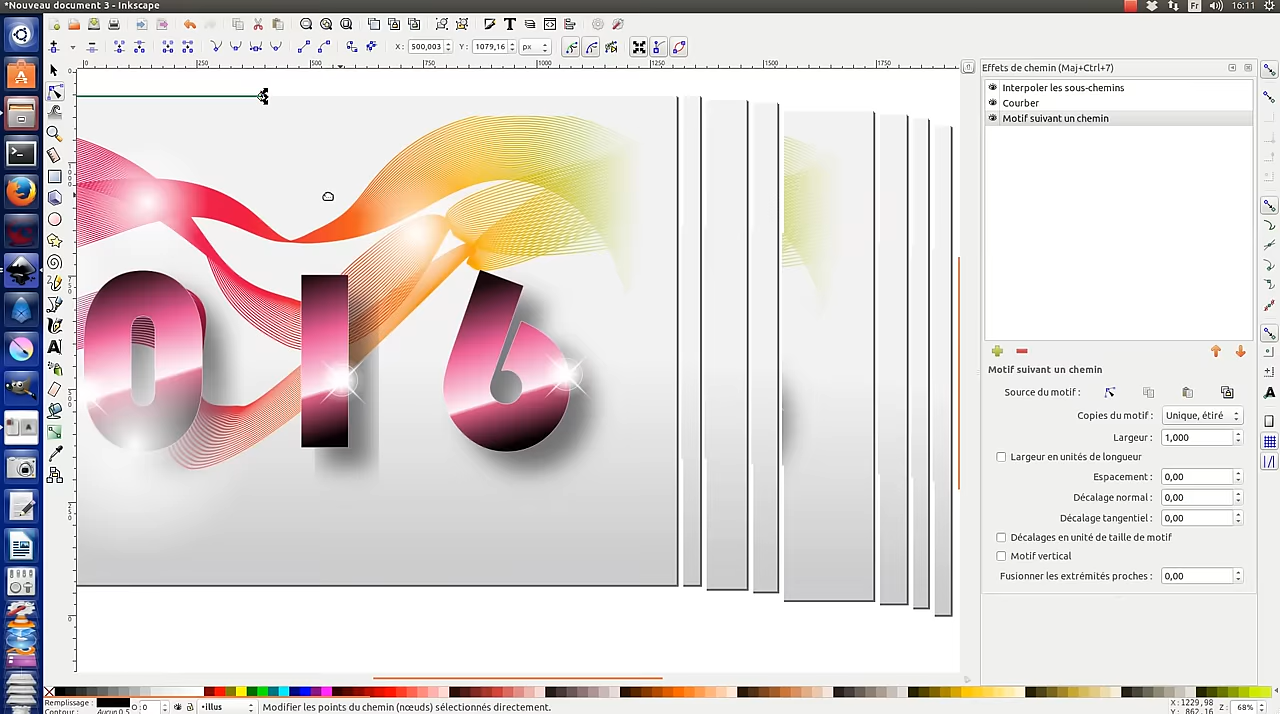 *Nouveau document 3 - Inkscape
Fr 16:11
X: 500,003 Y: 1079,16 px
0 250 500 750 1000 1250 1500 1750
Effets de chemin (Maj+Ctrl+7)
Interpoler les sous-chemins
Courber
Motif suivant un chemin
016
Motif suivant un chemin
Source du motif :
Copies du motif : Unique, étiré
Largeur : 1,000
Largeur en unités de longueur
Espacement : 0,00
Décalage normal : 0,00
Décalage tangentiel : 0,00
Décalages en unité de taille de motif
Motif vertical
Fusionner les extrémités proches : 0,00
Remplissage :
Contour : Aucun 0,5
O: 0
•illus
Modifier les points du chemin (nœuds) sélectionnés directement.
X: 1229,98
Y: 862,16
Z: 68%